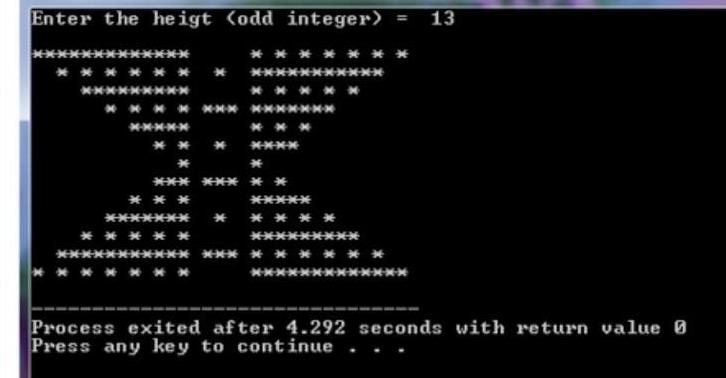 Enter the heigt (odd integer) =  13
*************     * * * * * * *
  * * * * * *  *  ***********
    *********     * * * * *
      * * * * *** *******
        *****     * * *
          * *  *  ****
            *     *
          *** *** * *
        * * *     *****
      *******  *  * * * *
    * * * * *     *********
  *********** *** * * * * * *
* * * * * * *     *************
--------------------------------
Process exited after 4.292 seconds with return value 0
Press any key to continue . . .